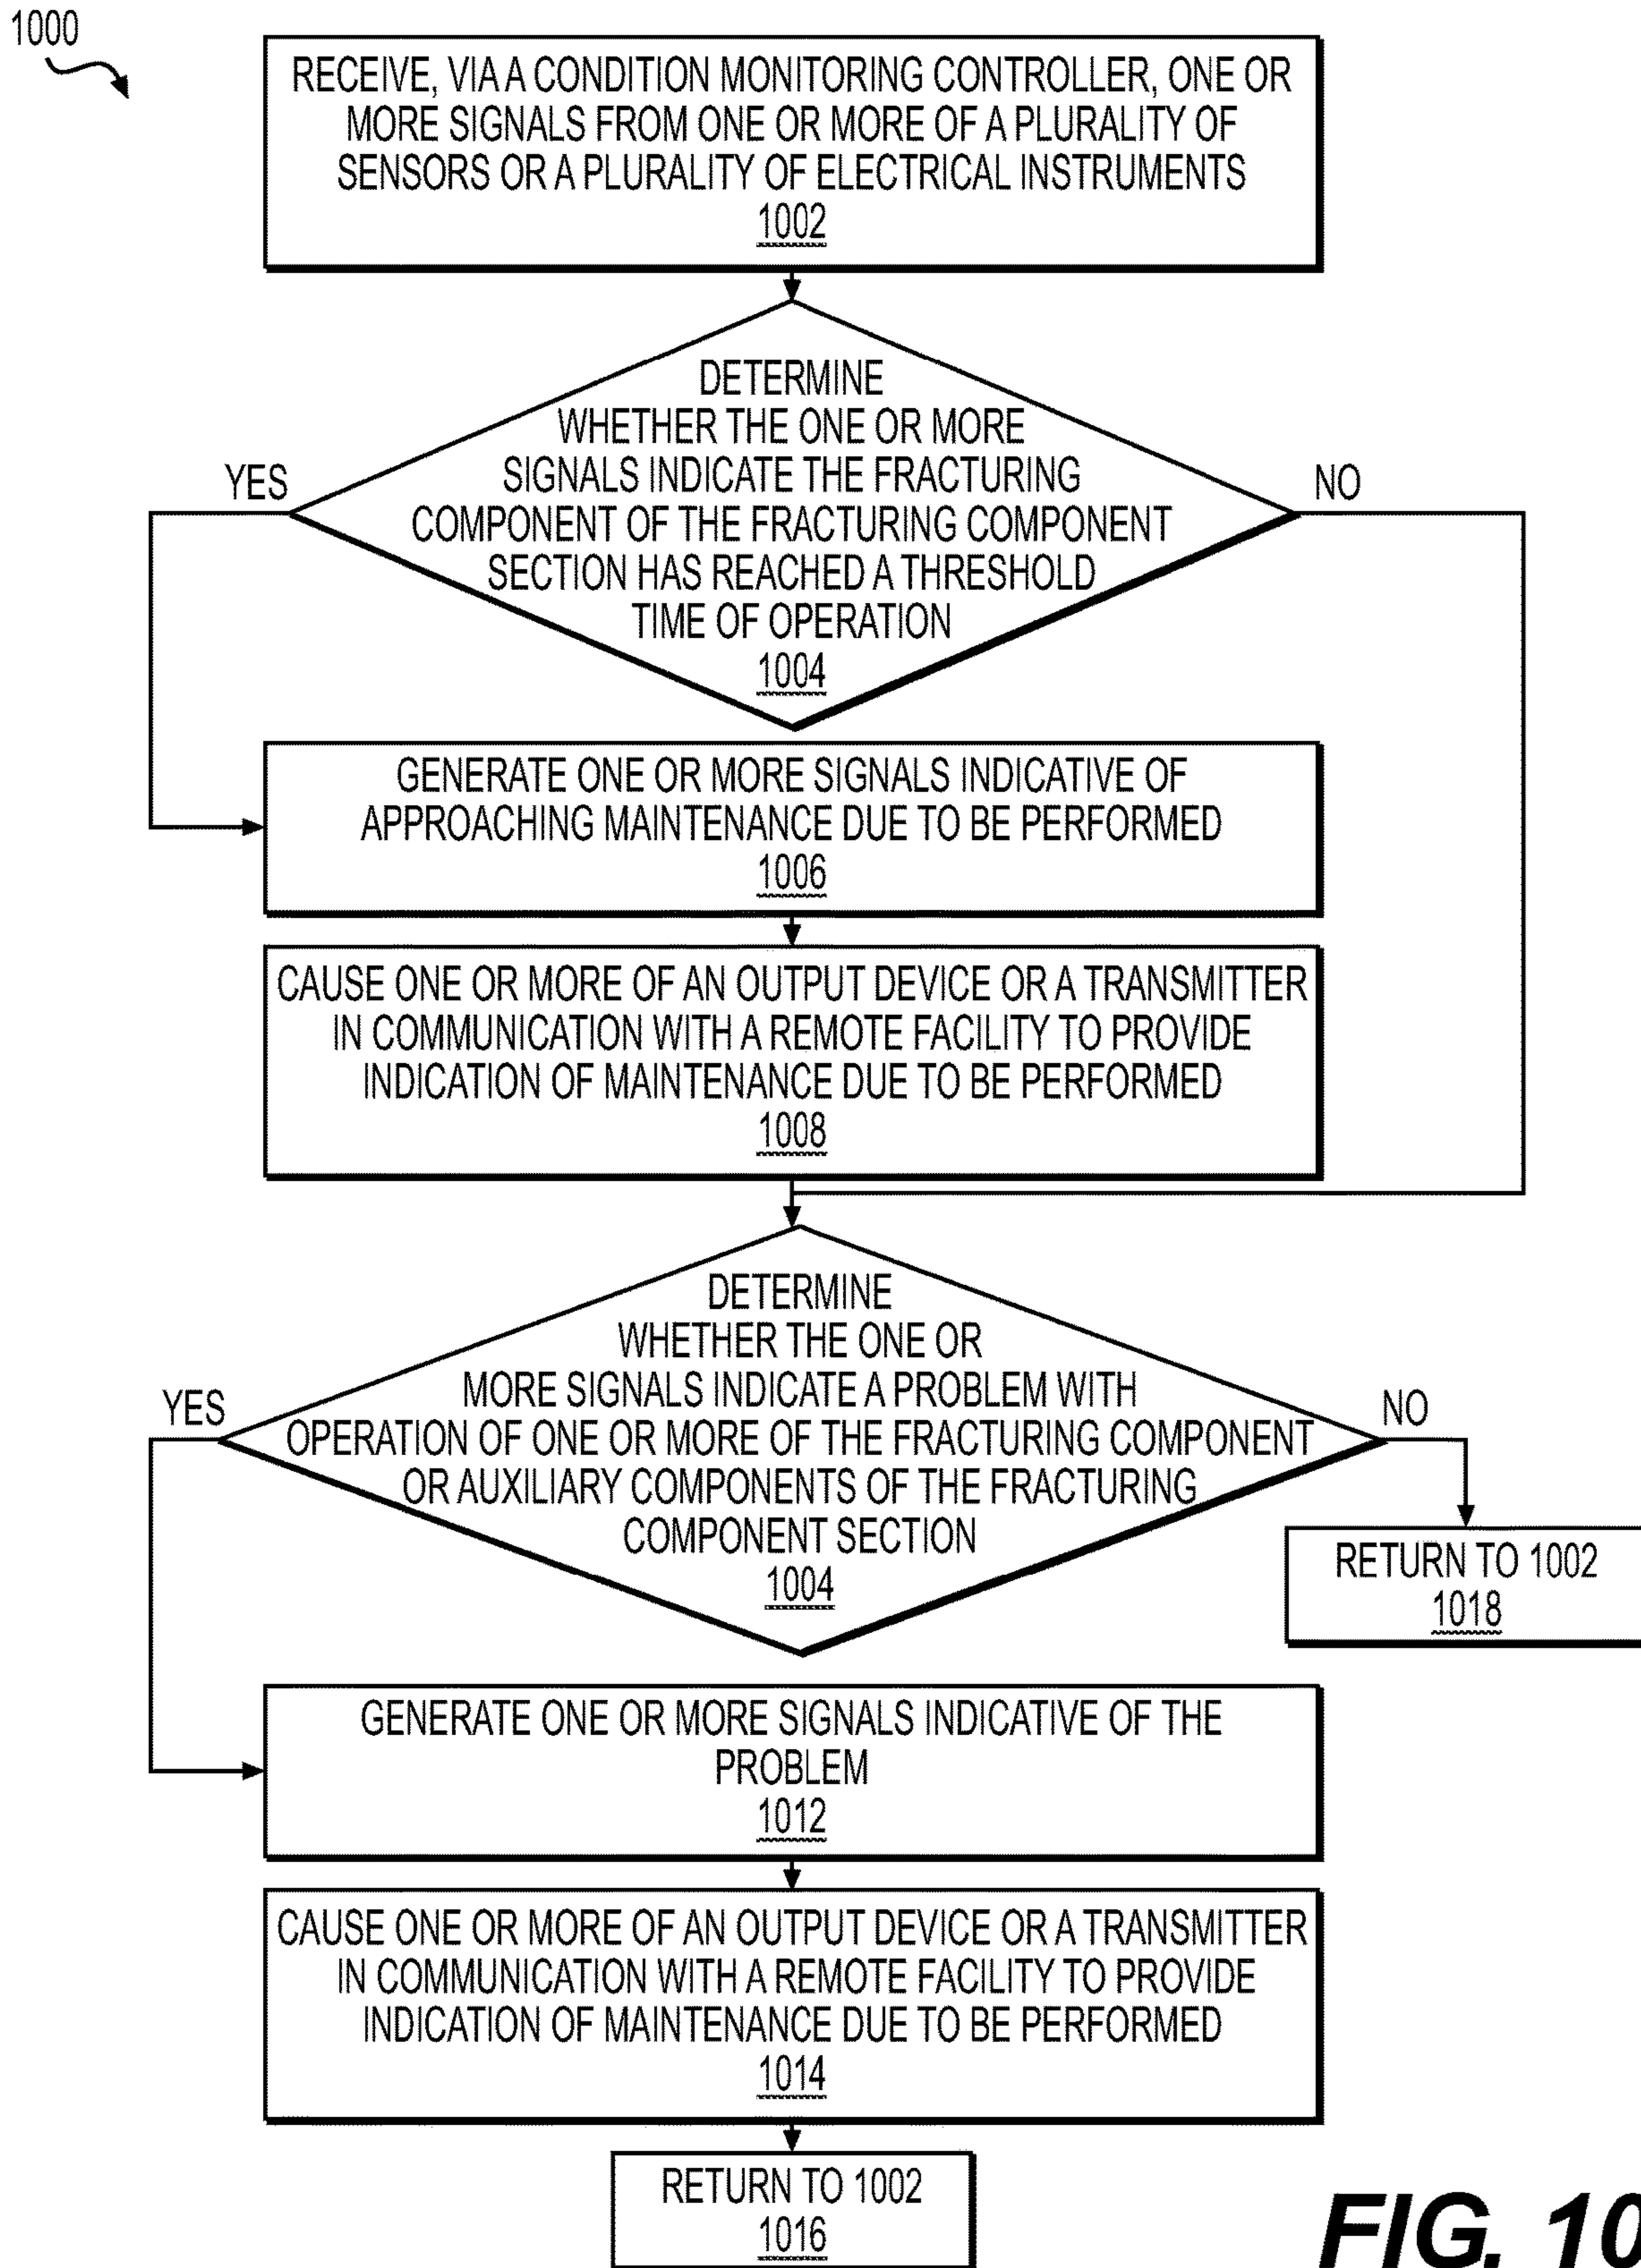 1000
RECEIVE, VIA A CONDITION MONITORING CONTROLLER, ONE OR
MORE SIGNALS FROM ONE OR MORE OF A PLURALITY OF
SENSORS OR A PLURALITY OF ELECTRICAL INSTRUMENTS
1002
DETERMINE
WHETHER THE ONE OR MORE
SIGNALS INDICATE THE FRACTURING
COMPONENT OF THE FRACTURING COMPONENT
SECTION HAS REACHED A THRESHOLD
TIME OF OPERATION
1004
YES
NO
GENERATE ONE OR MORE SIGNALS INDICATIVE OF
APPROACHING MAINTENANCE DUE TO BE PERFORMED
1006
CAUSE ONE OR MORE OF AN OUTPUT DEVICE OR A TRANSMITTER
IN COMMUNICATION WITH A REMOTE FACILITY TO PROVIDE
INDICATION OF MAINTENANCE DUE TO BE PERFORMED
1008
DETERMINE
WHETHER THE ONE OR
MORE SIGNALS INDICATE A PROBLEM WITH
OPERATION OF ONE OR MORE OF THE FRACTURING COMPONENT
OR AUXILIARY COMPONENTS OF THE FRACTURING
COMPONENT SECTION
1004
YES
NO
RETURN TO 1002
1018
GENERATE ONE OR MORE SIGNALS INDICATIVE OF THE
PROBLEM
1012
CAUSE ONE OR MORE OF AN OUTPUT DEVICE OR A TRANSMITTER
IN COMMUNICATION WITH A REMOTE FACILITY TO PROVIDE
INDICATION OF MAINTENANCE DUE TO BE PERFORMED
1014
RETURN TO 1002
1016
FIG. 10